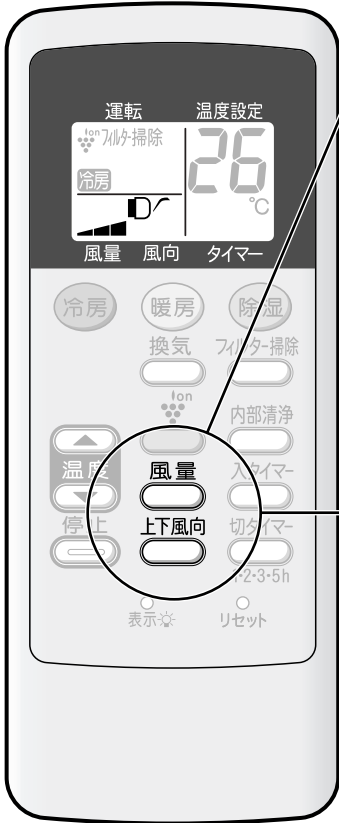 運転 温度設定
ion フィルタ掃除
26
冷房
℃
風量 風向 タイマー
冷房 暖房 除湿
換気 フィルター掃除
ion
内部清浄
温度 風量 入タイマー
停止 上下風向 切タイマー
1・2・3・5h
表示 リセット